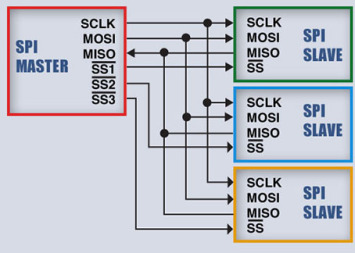 SPI
MASTER
SCLK
MOSI
MISO
SS1
SS2
SS3
SCLK
MOSI
MISO
SS
SPI
SLAVE
SCLK
MOSI
MISO
SS
SPI
SLAVE
SCLK
MOSI
MISO
SS
SPI
SLAVE